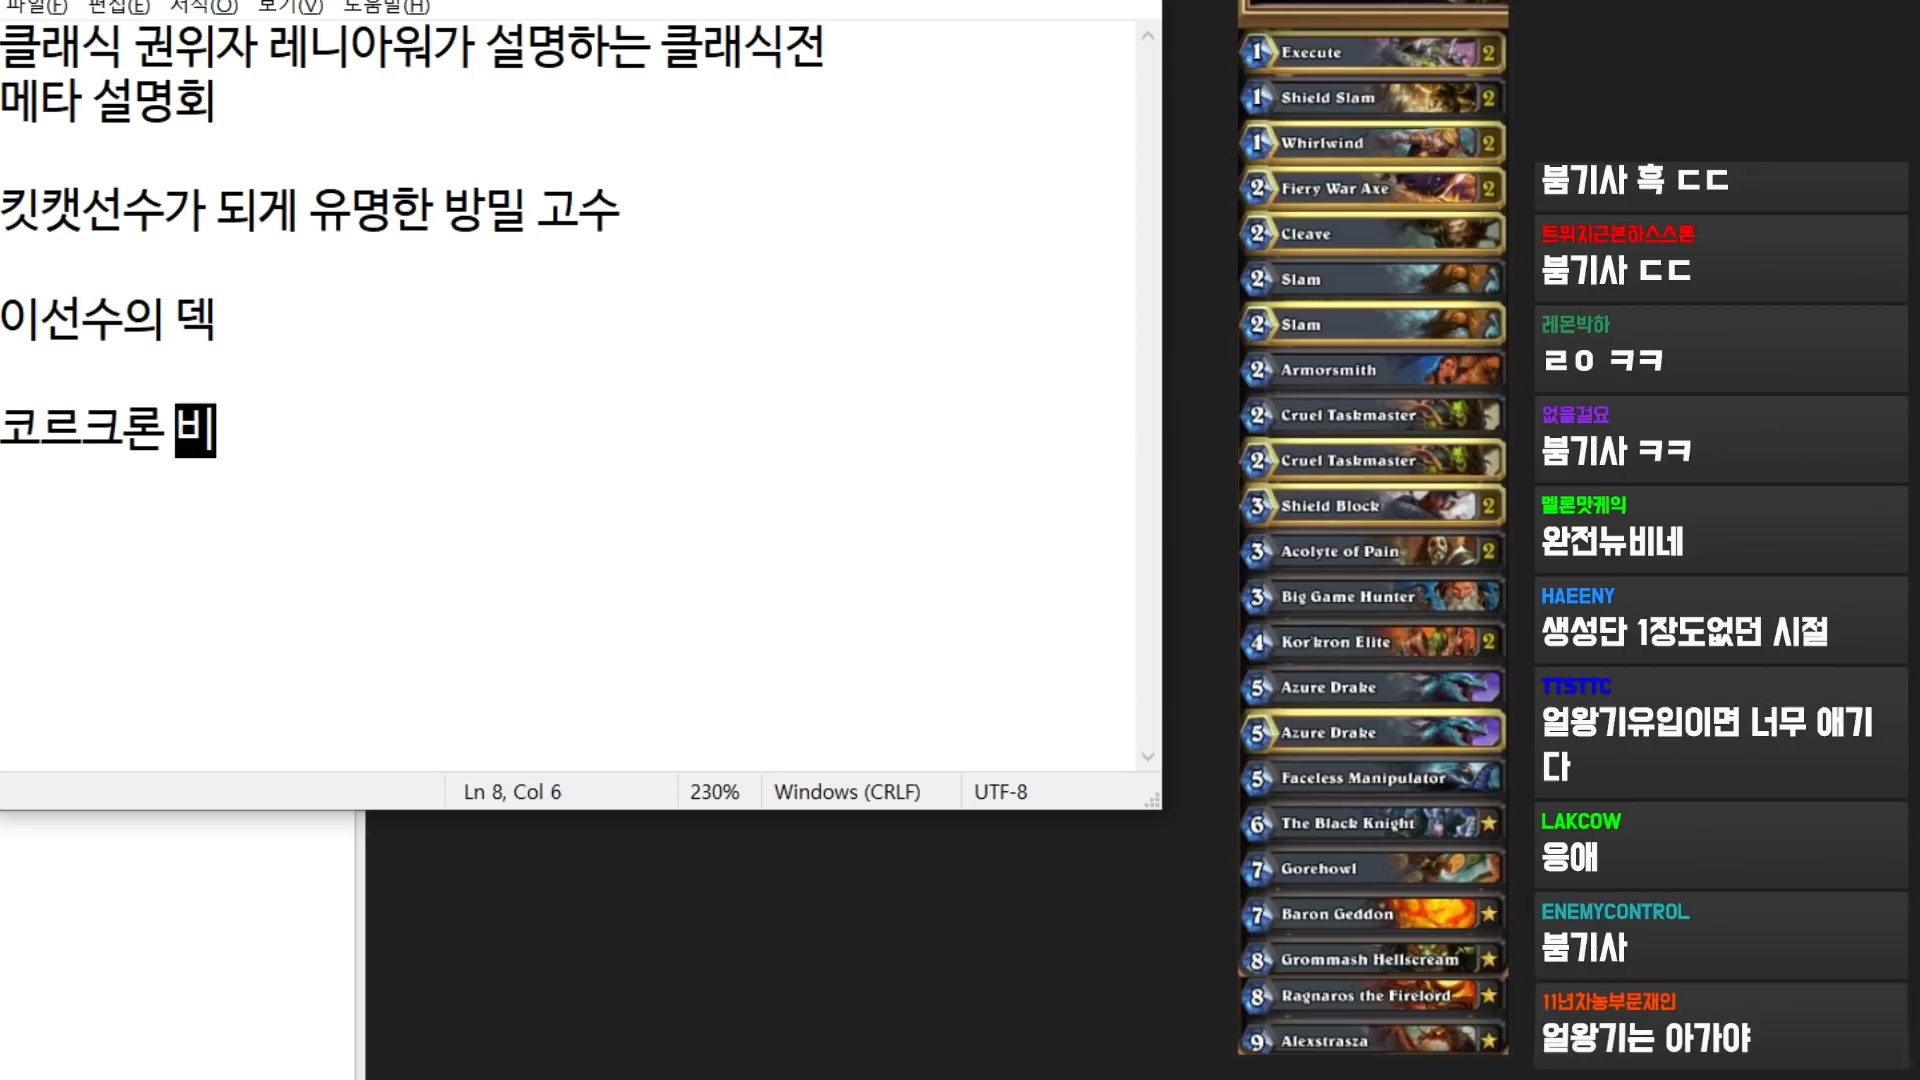 파일(F) 편집(E) 서식(O) 보기(V) 도움말(H)
클래식 권위자 레니아워가 설명하는 클래식전
메타 설명회
킷캣선수가 되게 유명한 방밀 고수
이선수의 덱
코르크론 비
Ln 8, Col 6
230%
Windows (CRLF)
UTF-8
1 Execute 2
1 Shield Slam 2
1 Whirlwind 2
2 Fiery War Axe 2
2 Cleave
2 Slam
2 Slam
2 Armorsmith
2 Cruel Taskmaster
2 Cruel Taskmaster
3 Shield Block 2
3 Acolyte of Pain 2
3 Big Game Hunter
4 Kor'kron Elite 2
5 Azure Drake
5 Azure Drake
5 Faceless Manipulator
6 The Black Knight
7 Gorehowl
7 Baron Geddon
8 Grommash Hellscream
8 Ragnaros the Firelord
9 Alexstrasza
붐기사 흑 ㄷㄷ
트위치근본하스스톤
붐기사 ㄷㄷ
레몬박하
ㄹㅇ ㅋㅋ
없을걸요
붐기사 ㅋㅋ
멜론맛케익
완전뉴비네
HAEENY
생성단 1장도없던 시절
TTSTTC
얼왕기유입이면 너무 애기
다
LAKCOW
응애
ENEMYCONTROL
붐기사
11년차농부문재인
얼왕기는 아가야